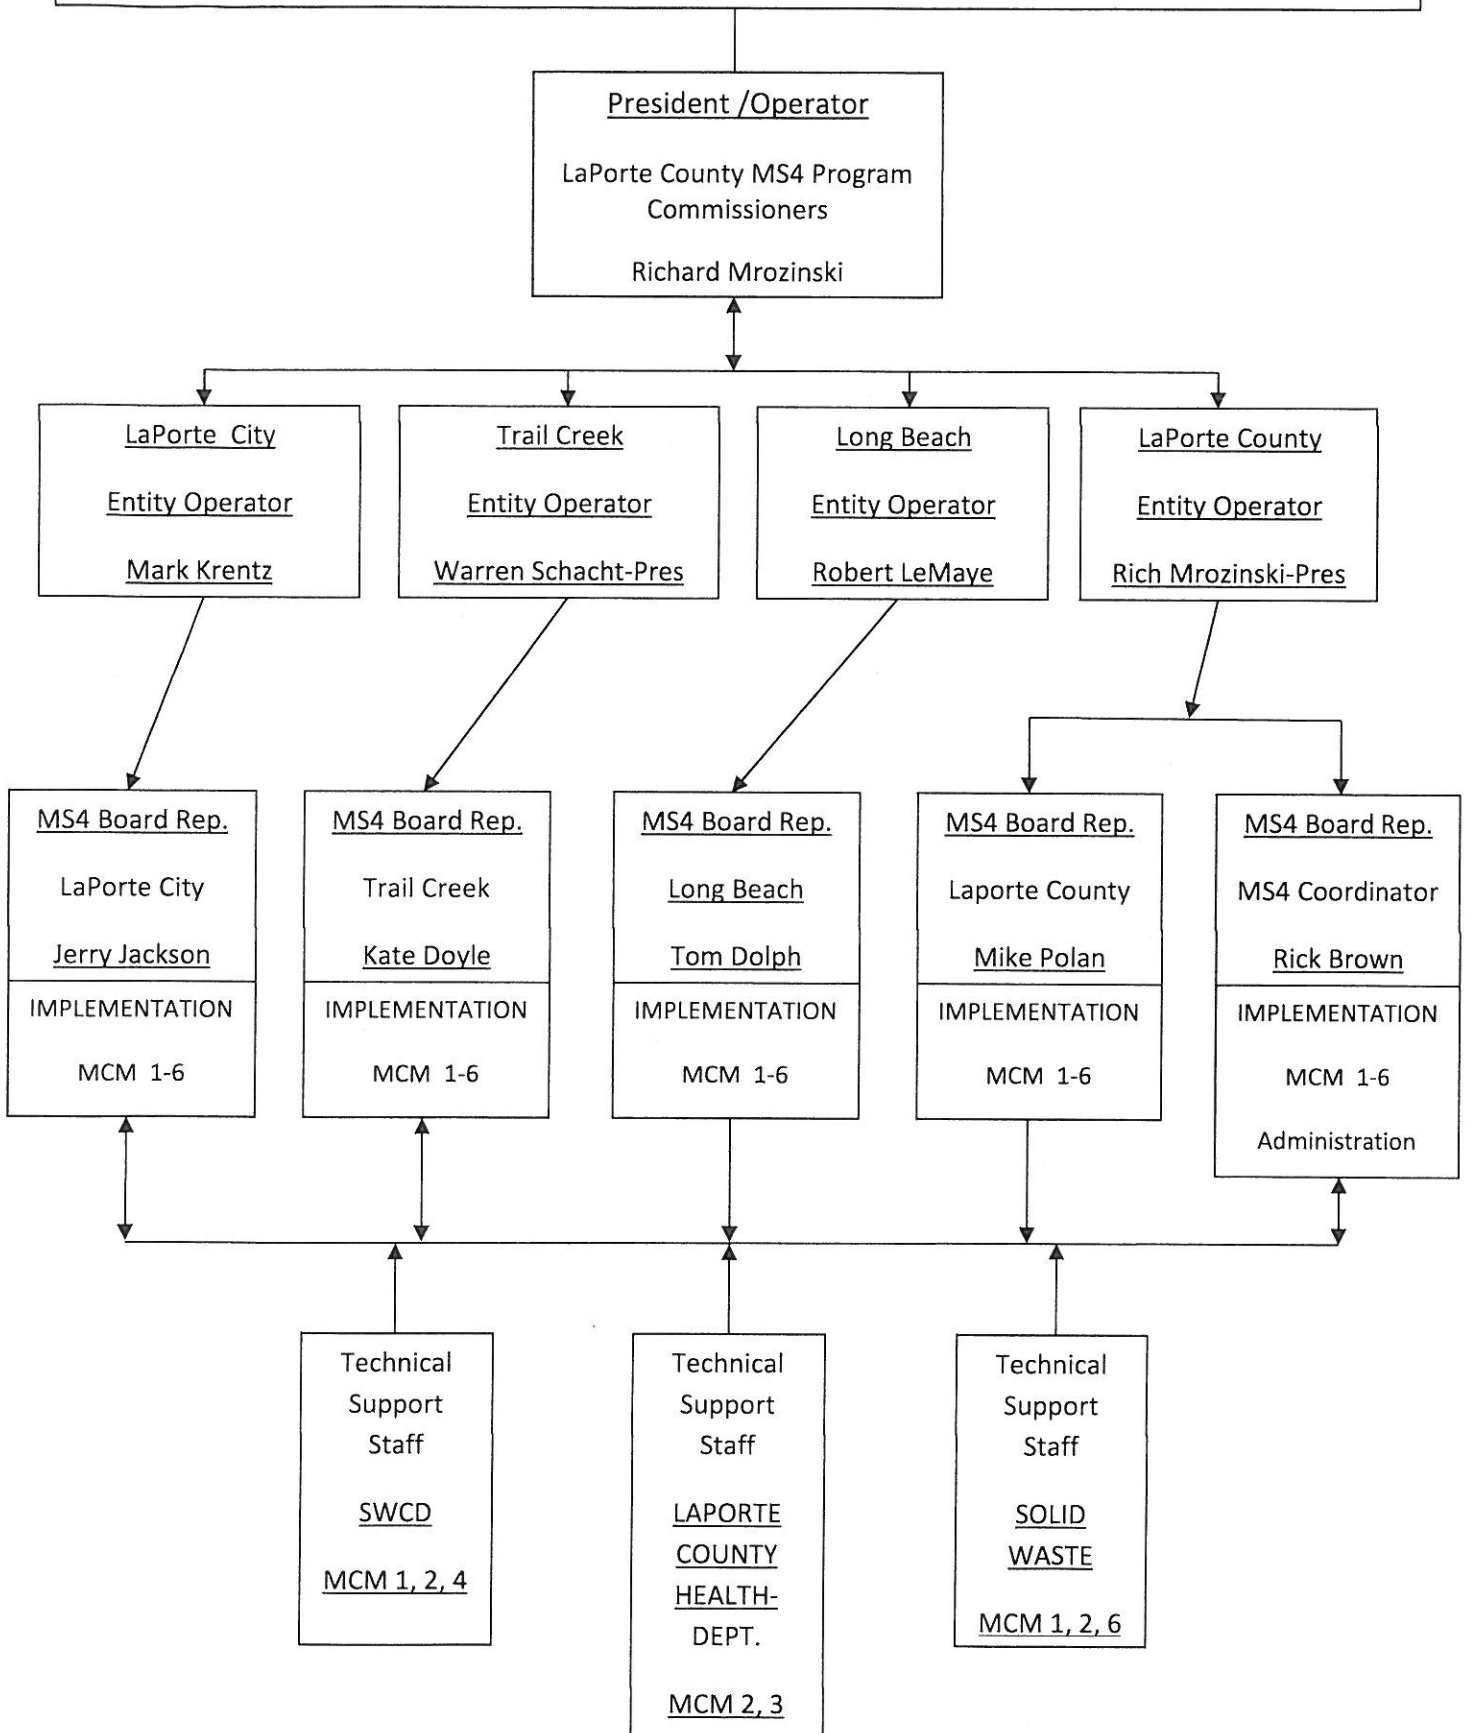 President /Operator
LaPorte County MS4 Program
Commissioners
Richard Mrozinski
LaPorte  City
Entity Operator
Mark Krentz
Trail Creek
Entity Operator
Warren Schacht-Pres
Long Beach
Entity Operator
Robert LeMaye
LaPorte County
Entity Operator
Rich Mrozinski-Pres
MS4 Board Rep.
LaPorte City
Jerry Jackson
IMPLEMENTATION
MCM  1-6
MS4 Board Rep.
Trail Creek
Kate Doyle
IMPLEMENTATION
MCM  1-6
MS4 Board Rep.
Long Beach
Tom Dolph
IMPLEMENTATION
MCM  1-6
MS4 Board Rep.
Laporte County
Mike Polan
IMPLEMENTATION
MCM  1-6
MS4 Board Rep.
MS4 Coordinator
Rick Brown
IMPLEMENTATION
MCM  1-6
Administration
Technical
Support
Staff
SWCD
MCM 1, 2, 4
Technical
Support
Staff
LAPORTE
COUNTY
HEALTH-
DEPT.
MCM 2, 3
Technical
Support
Staff
SOLID
WASTE
MCM 1, 2, 6